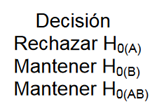 Decisión
Rechazar H0(A)
Mantener H0(B)
Mantener H0(AB)